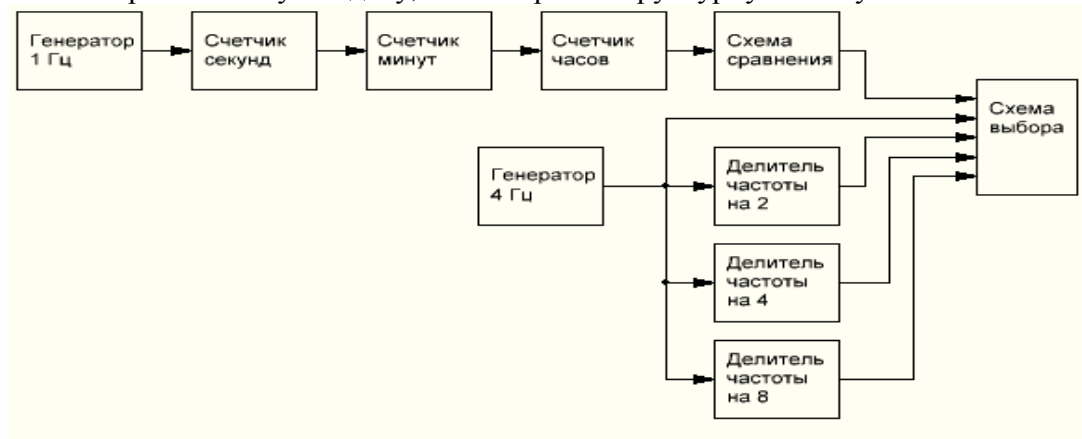 Генератор
1 Гц
Счетчик
секунд
Счетчик
минут
Счетчик
часов
Схема
сравнения
Схема
выбора
Генератор
4 Гц
Делитель
частоты
на 2
Делитель
частоты
на 4
Делитель
частоты
на 8